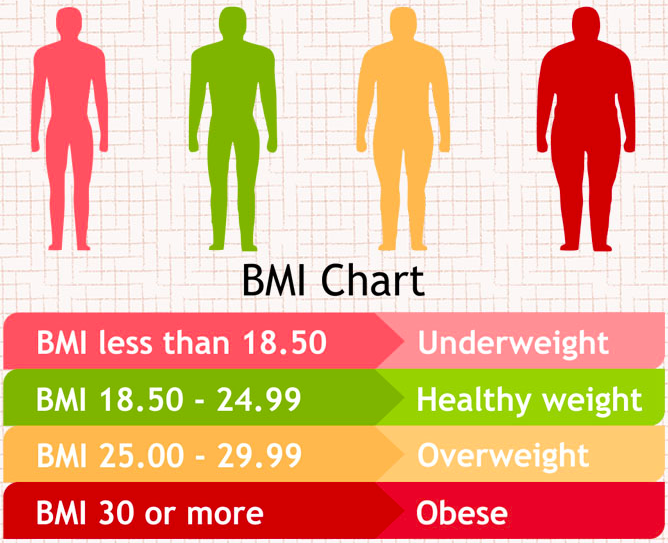 BMI Chart
BMI less than 18.50 Underweight
BMI 18.50 - 24.99 Healthy weight
BMI 25.00 - 29.99 Overweight
BMI 30 or more Obese